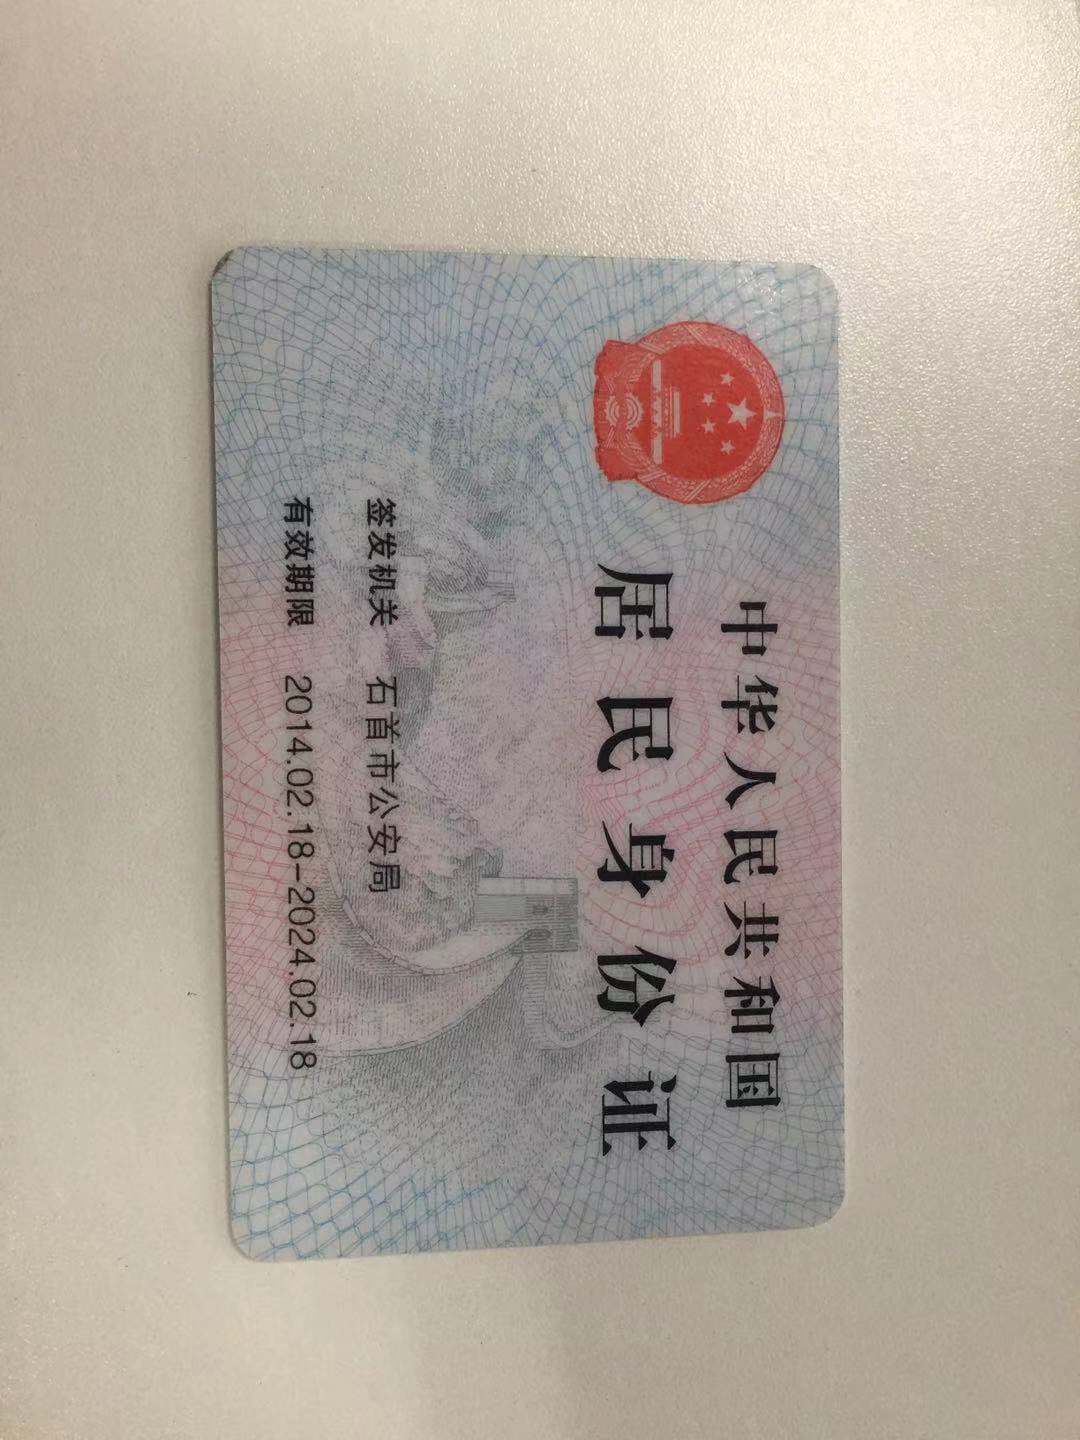 中华人民共和国
居民身份证
签发机关 石首市公安局
有效期限 2014.02.18-2024.02.18